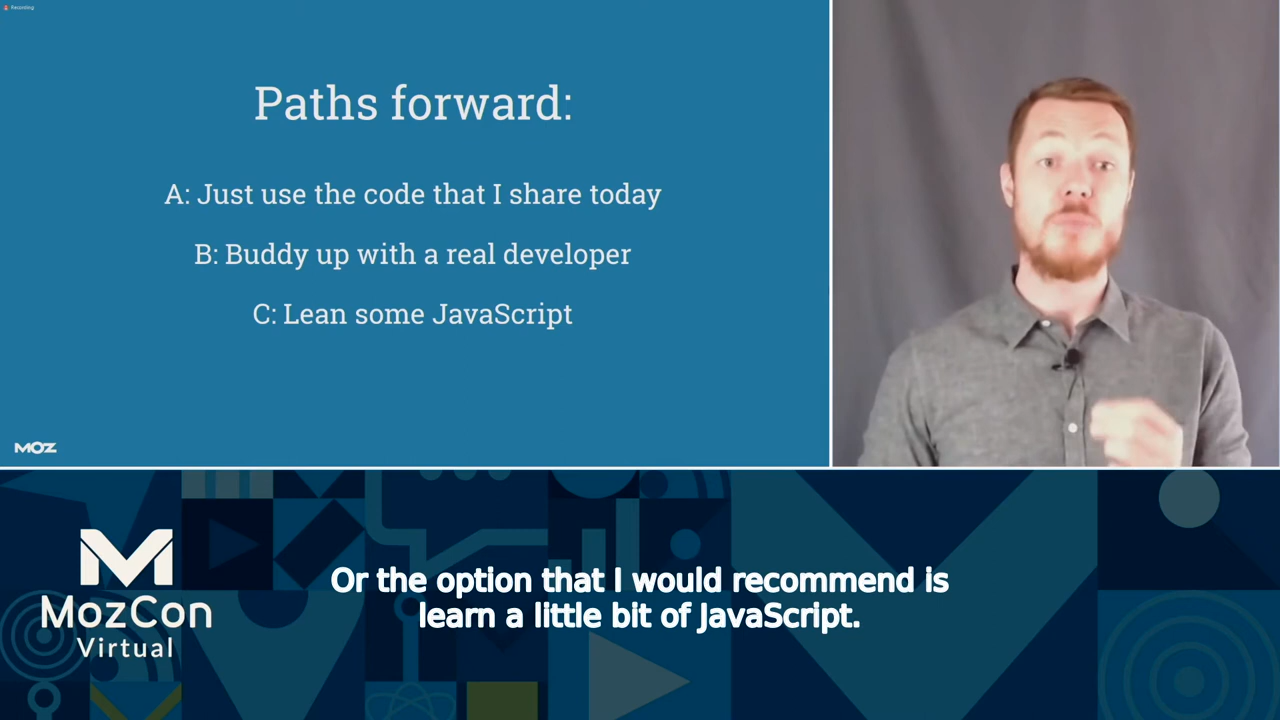 Recording
Paths forward:
A: Just use the code that I share today
B: Buddy up with a real developer
C: Lean some JavaScript
MOZ
M
MozCon
Virtual
Or the option that I would recommend is
learn a little bit of JavaScript.